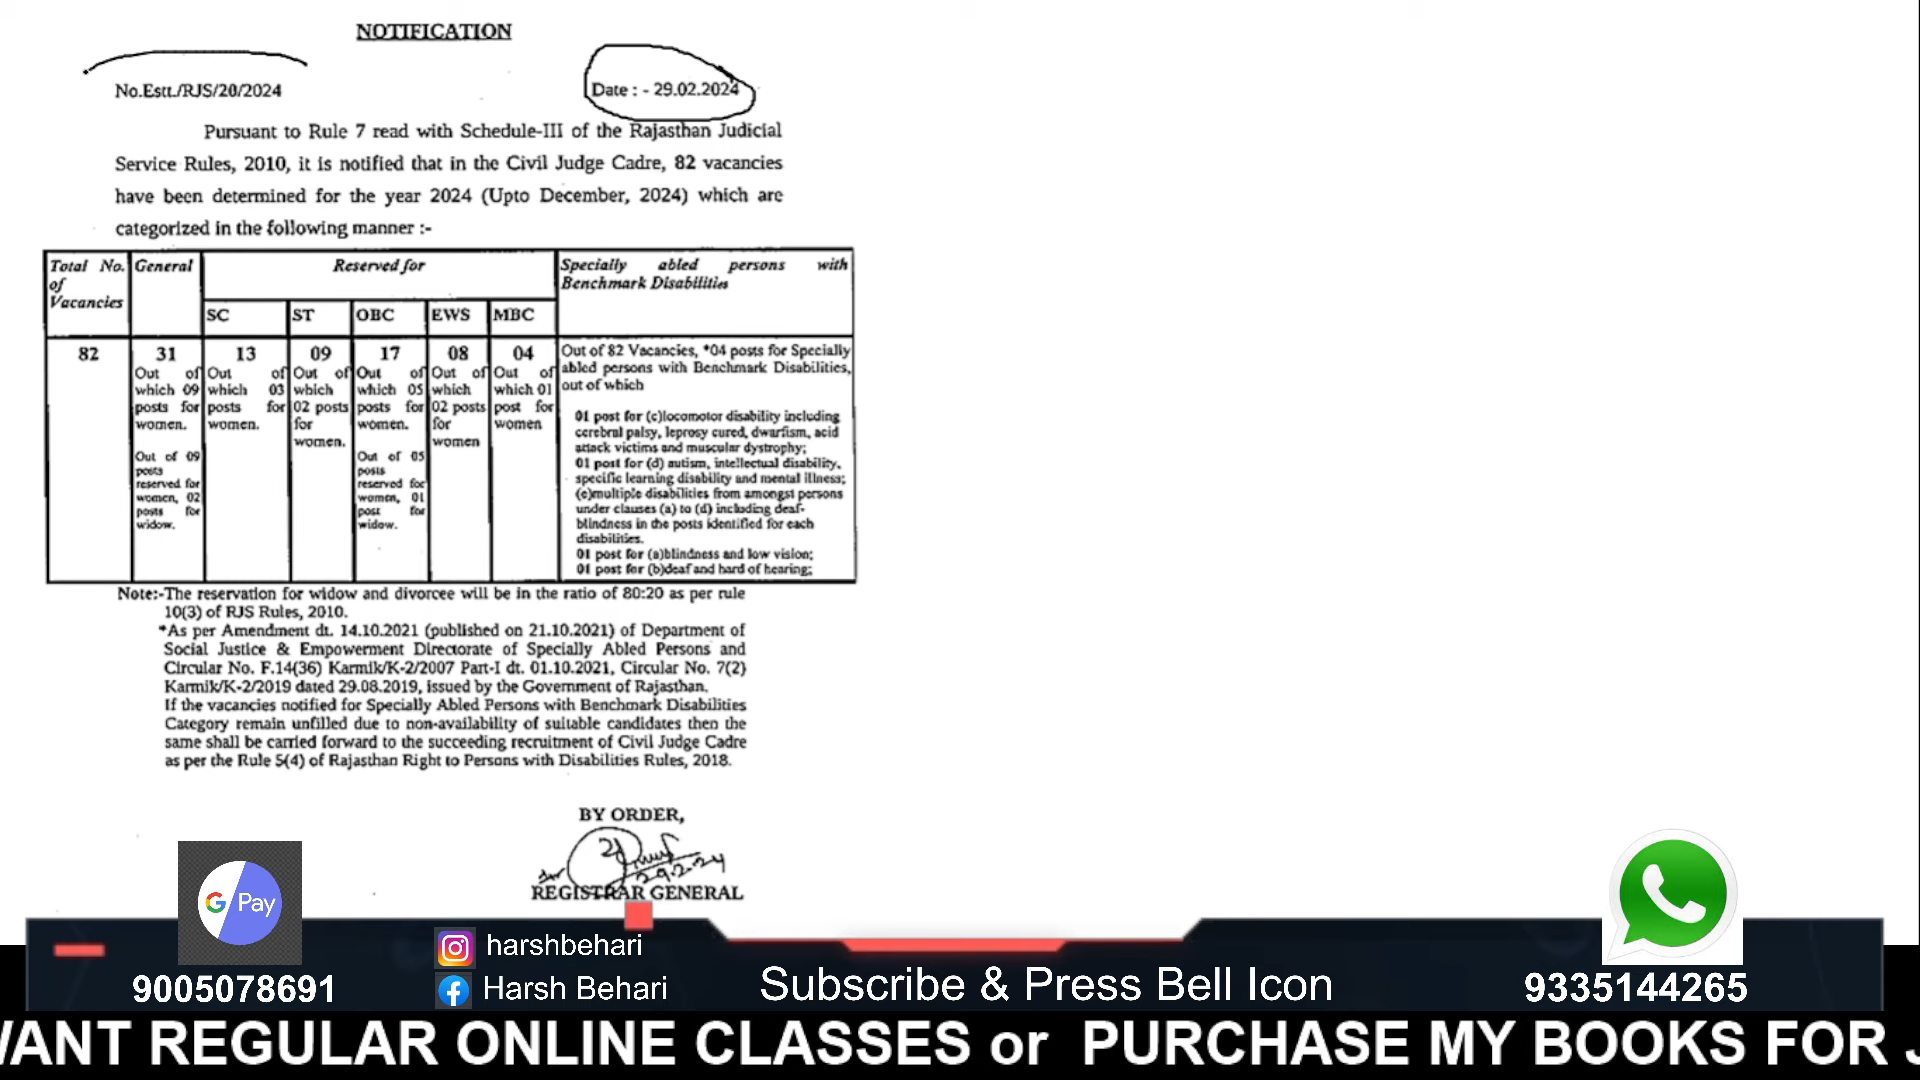 NOTIFICATION
No.Estt./RJS/20/2024
Date : - 29.02.2024
Pursuant to Rule 7 read with Schedule-III of the Rajasthan Judicial
Service Rules, 2010, it is notified that in the Civil Judge Cadre, 82 vacancies
have been determined for the year 2024 (Upto December, 2024) which are
categorized in the following manner :-
Total No.
of
Vacancies
General
Reserved for
SC
ST
OBC
EWS
MBC
Specially abled persons with
Benchmark Disabilities
82
31
Out of
which 09
posts for
women.
Out of 09
posts
reserved for
women, 02
posts for
widow.
13
Out of
which 03
posts for
women.
09
Out of
which
02 posts
for
women.
17
Out of
which 05
posts for
women.
Out of 05
posts
reserved for
women, 01
post for
widow.
08
Out of
which
02 posts
for
women
04
Out of
which 01
post for
women
Out of 82 Vacancies, *04 posts for Specially
abled persons with Benchmark Disabilities,
out of which
01 post for (c)locomotor disability including
cerebral palsy, leprosy cured, dwarfism, acid
attack victims and muscular dystrophy;
01 post for (d) autism, intellectual disability,
specific learning disability and mental illness;
(e)multiple disabilities from amongst persons
under clauses (a) to (d) including deaf-
blindness in the posts identified for each
disabilities.
01 post for (a)blindness and low vision;
01 post for (b)deaf and hard of hearing;
Note:-The reservation for widow and divorcee will be in the ratio of 80:20 as per rule
10(3) of RJS Rules, 2010.
*As per Amendment dt. 14.10.2021 (published on 21.10.2021) of Department of
Social Justice & Empowerment Directorate of Specially Abled Persons and
Circular No. F.14(36) Karmik/K-2/2007 Part-I dt. 01.10.2021, Circular No. 7(2)
Karmik/K-2/2019 dated 29.08.2019, issued by the Government of Rajasthan.
If the vacancies notified for Specially Abled Persons with Benchmark Disabilities
Category remain unfilled due to non-availability of suitable candidates then the
same shall be carried forward to the succeeding recruitment of Civil Judge Cadre
as per the Rule 5(4) of Rajasthan Right to Persons with Disabilities Rules, 2018.
BY ORDER,
29.2.24
REGISTRAR GENERAL
G Pay
9005078691
harshbehari
Harsh Behari
Subscribe & Press Bell Icon
9335144265
WANT REGULAR ONLINE CLASSES or PURCHASE MY BOOKS FOR